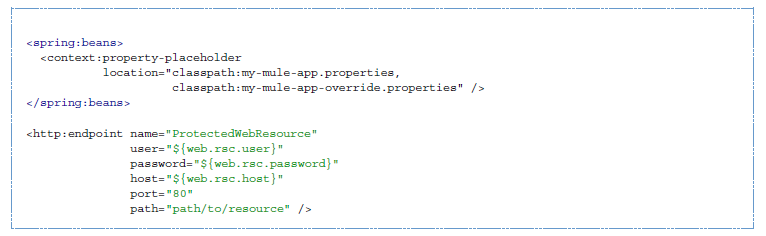 <spring:beans>
  <context:property-placeholder
           location="classpath:my-mule-app.properties,
                     classpath:my-mule-app-override.properties" />
</spring:beans>
<http:endpoint name="ProtectedWebResource"
               user="${web.rsc.user}"
               password="${web.rsc.password}"
               host="${web.rsc.host}"
               port="80"
               path="path/to/resource" />